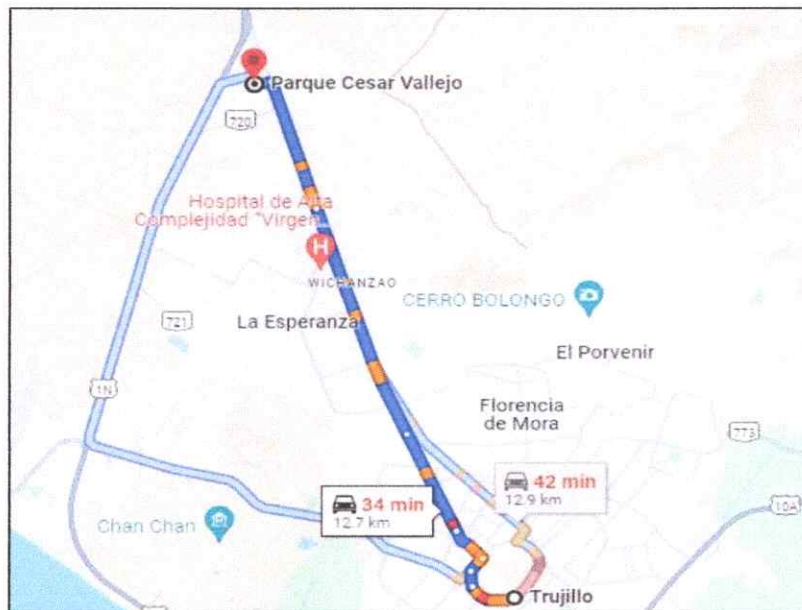 Parque Cesar Vallejo
720
Hospital de Alta
Complejidad "Virgen...
H
WICHANZAO
CERRO BOLONGO
721
La Esperanza
El Porvenir
1N
Florencia
de Mora
773
42 min
12.9 km
34 min
12.7 km
10A
Chan Chan
Trujillo